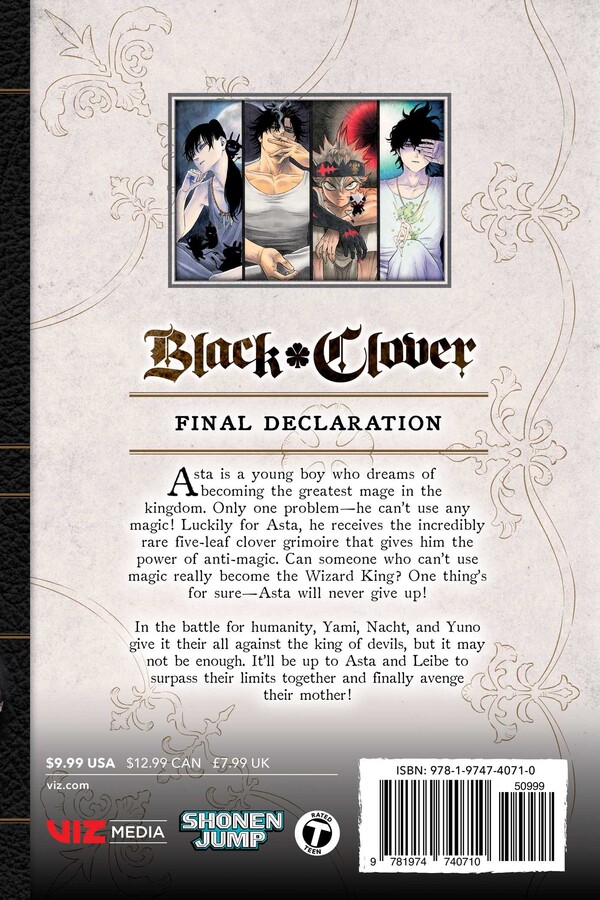 Black Clover
FINAL DECLARATION
Asta is a young boy who dreams of
becoming the greatest mage in the
kingdom. Only one problem—he can't use any
magic! Luckily for Asta, he receives the incredibly
rare five-leaf clover grimoire that gives him the
power of anti-magic. Can someone who can't use
magic really become the Wizard King? One thing's
for sure—Asta will never give up!
In the battle for humanity, Yami, Nacht, and Yuno
give it their all against the king of devils, but it may
not be enough. It'll be up to Asta and Leibe to
surpass their limits together and finally avenge
their mother!
$9.99 USA $12.99 CAN £7.99 UK
viz.com
VIZ MEDIA
SHONEN
JUMP
RATED
T
TEEN
ISBN: 978-1-9747-4071-0
50999
9 781974 740710